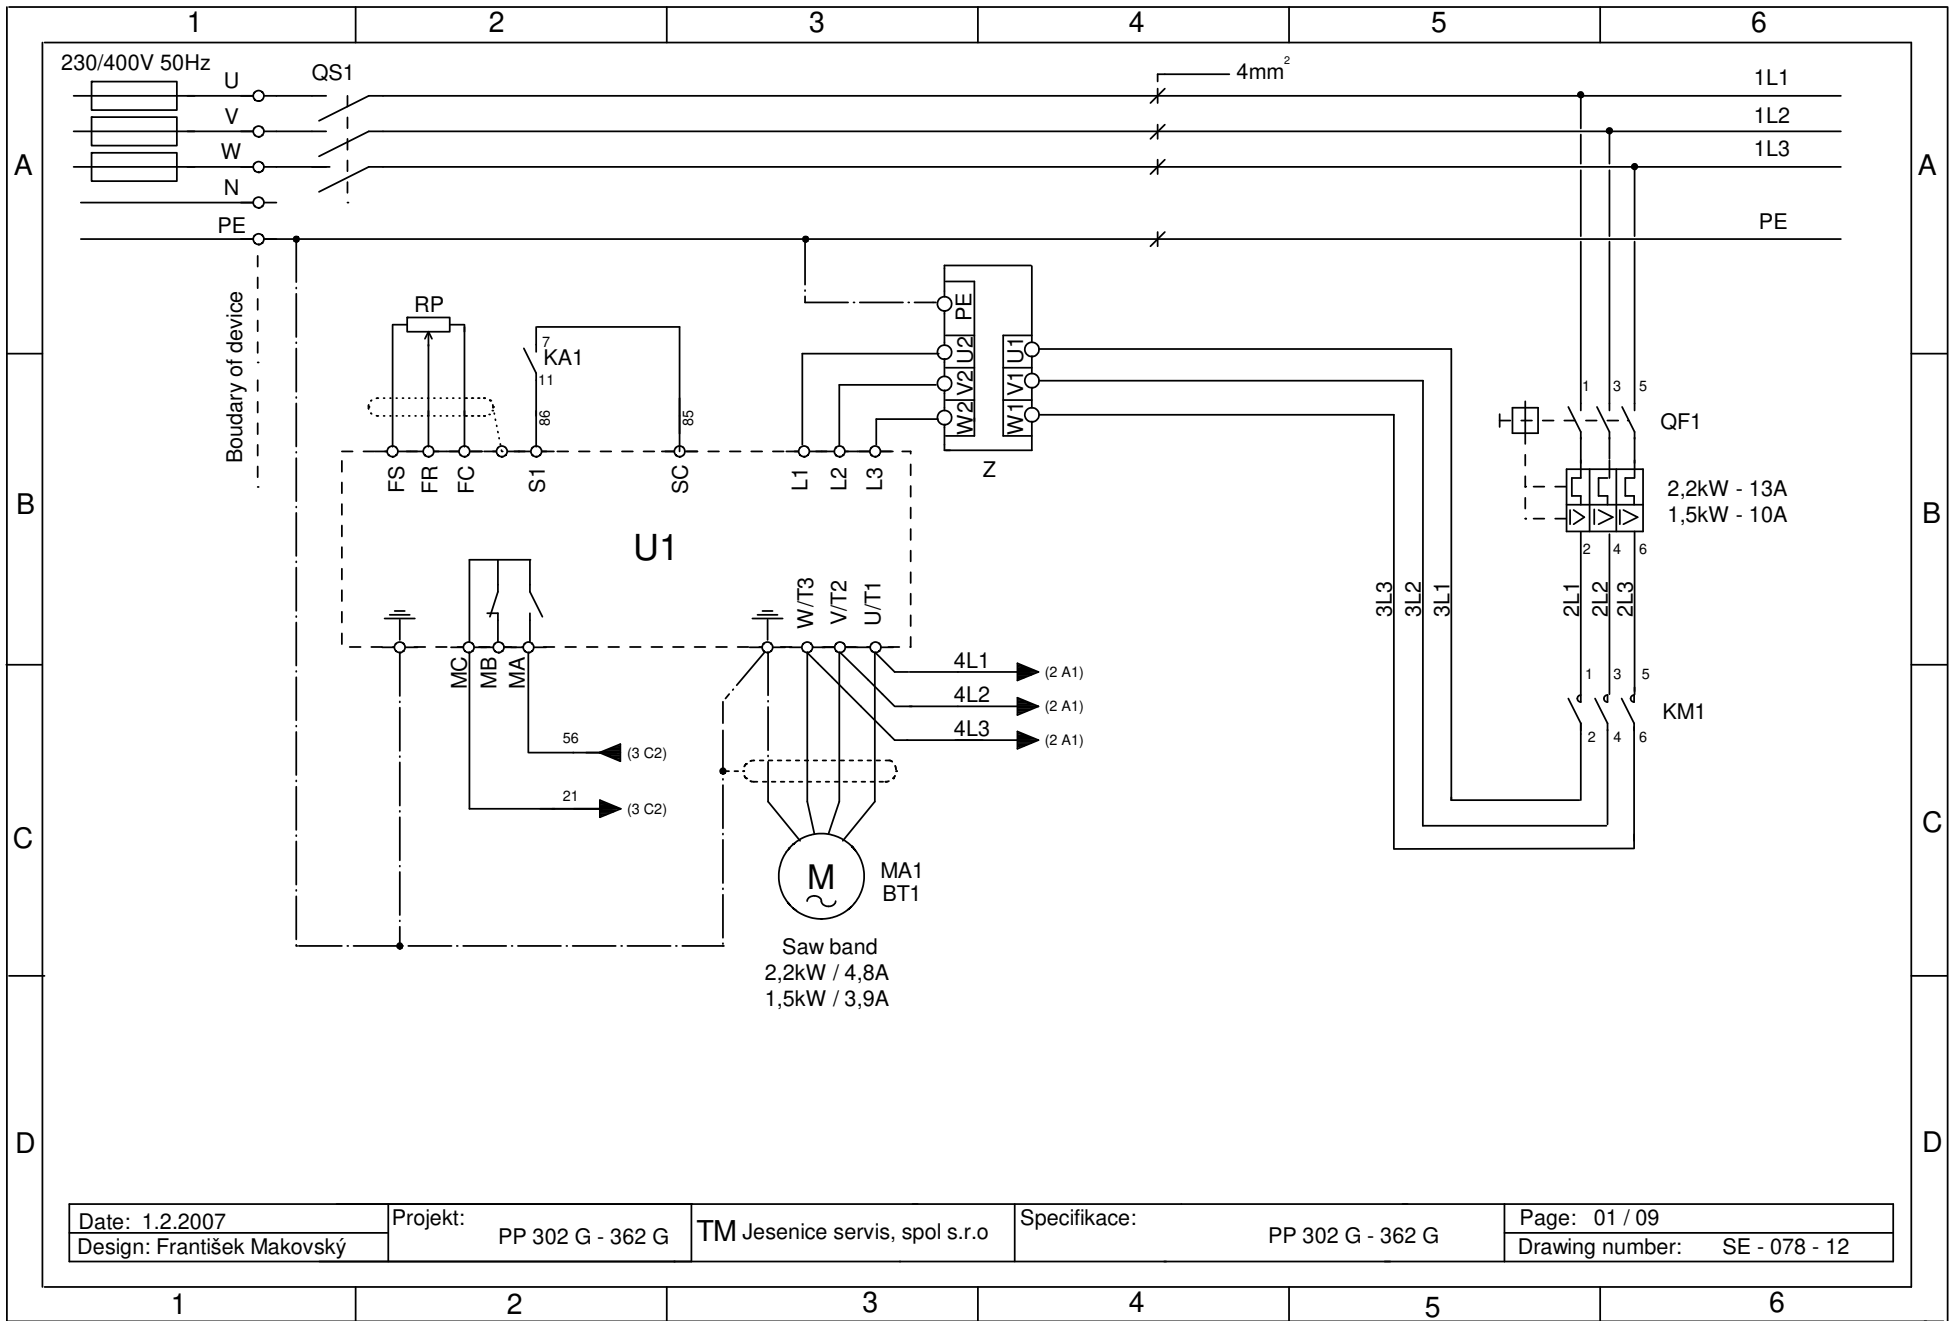 1 2 3 4 5 6
230/400V 50Hz
QS1
4mm²
U
1L1
V
1L2
W
1L3
A
A
N
PE
PE
Boudary of device
RP
7
KA1
11
86
85
PE
U2
V2
W2
U1
V1
W1
Z
1 3 5
QF1
2,2kW - 13A
1,5kW - 10A
2 4 6
FS
FR
FC
S1
SC
L1
L2
L3
B
B
U1
W/T3
V/T2
U/T1
3L3
3L2
3L1
2L1
2L2
2L3
MC
MB
MA
4L1 (2 A1)
4L2 (2 A1)
4L3 (2 A1)
1 3 5
KM1
2 4 6
56 (3 C2)
21 (3 C2)
C
C
M
MA1
BT1
Saw band
2,2kW / 4,8A
1,5kW / 3,9A
D
D
Date: 1.2.2007
Design: František Makovský
Projekt:
PP 302 G - 362 G
TM Jesenice servis, spol s.r.o
Specifikace:
PP 302 G - 362 G
Page: 01 / 09
Drawing number: SE - 078 - 12
1 2 3 4 5 6